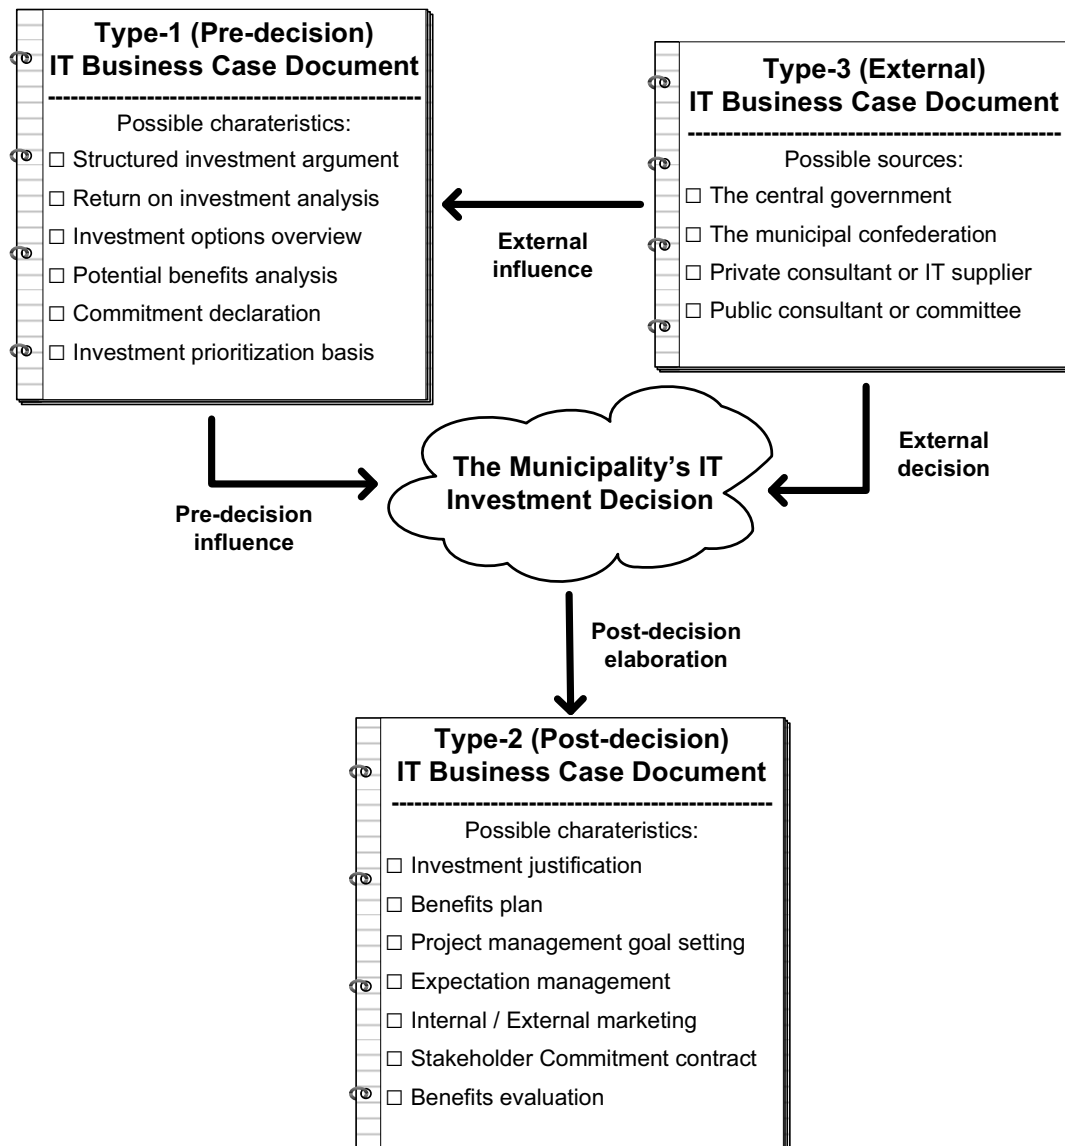 Type-1 (Pre-decision)
IT Business Case Document
Possible charateristics:
☐ Structured investment argument
☐ Return on investment analysis
☐ Investment options overview
☐ Potential benefits analysis
☐ Commitment declaration
☐ Investment prioritization basis
Type-3 (External)
IT Business Case Document
Possible sources:
☐ The central government
☐ The municipal confederation
☐ Private consultant or IT supplier
☐ Public consultant or committee
External
influence
Pre-decision
influence
The Municipality's IT
Investment Decision
External
decision
Post-decision
elaboration
Type-2 (Post-decision)
IT Business Case Document
Possible charateristics:
☐ Investment justification
☐ Benefits plan
☐ Project management goal setting
☐ Expectation management
☐ Internal / External marketing
☐ Stakeholder Commitment contract
☐ Benefits evaluation